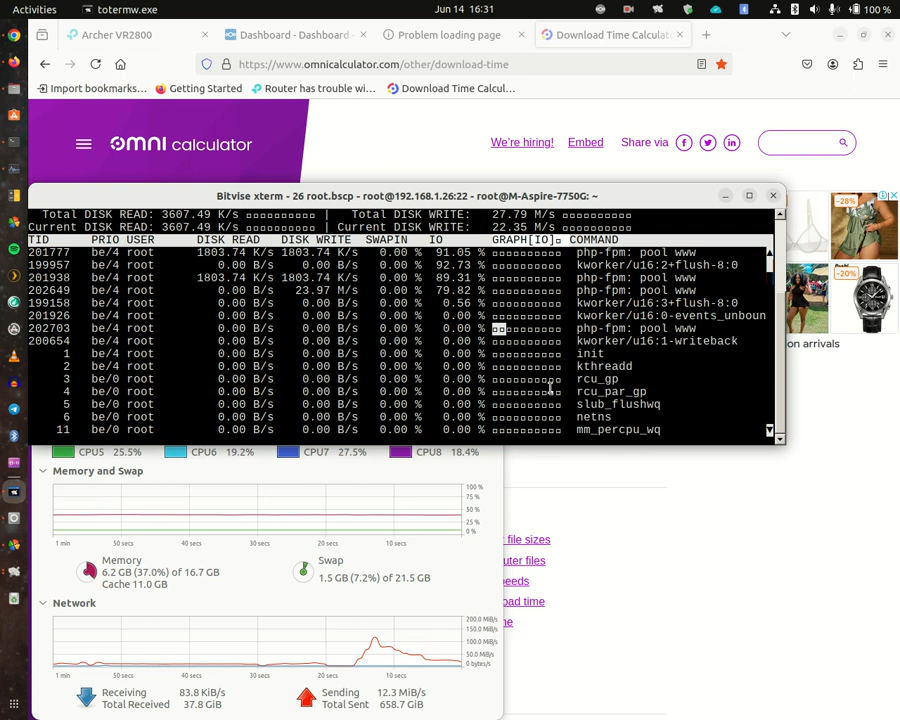 Activities totermw.exe Jun 14 16:31 100 %
Archer VR2800 × Dashboard - Dashboard - × Problem loading page × Download Time Calculat ×
https://www.omnicalculator.com/other/download-time
Import bookmarks... Getting Started Router has trouble wi... Download Time Calcul...
OMNI calculator We're hiring! Embed Share via
Bitvise xterm - 26 root.bscp - root@192.168.1.26:22 - root@M-Aspire-7750G: ~
Total DISK READ: 3607.49 K/s | Total DISK WRITE: 27.79 M/s
Current DISK READ: 3607.49 K/s | Current DISK WRITE: 22.35 M/s
TID PRIO USER DISK READ DISK WRITE SWAPIN IO GRAPH[IO] COMMAND
201777 be/4 root 1803.74 K/s 1803.74 K/s 0.00 % 91.05 % php-fpm: pool www
199957 be/4 root 0.00 B/s 0.00 B/s 0.00 % 92.73 % kworker/u16:2+flush-8:0
201938 be/4 root 1803.74 K/s 1803.74 K/s 0.00 % 89.31 % php-fpm: pool www
202649 be/4 root 0.00 B/s 23.97 M/s 0.00 % 79.82 % php-fpm: pool www
199158 be/4 root 0.00 B/s 0.00 B/s 0.00 % 0.56 % kworker/u16:3+flush-8:0
201926 be/4 root 0.00 B/s 0.00 B/s 0.00 % 0.00 % kworker/u16:0-events_unboun
202703 be/4 root 0.00 B/s 0.00 B/s 0.00 % 0.00 % php-fpm: pool www
200654 be/4 root 0.00 B/s 0.00 B/s 0.00 % 0.00 % kworker/u16:1-writeback
1 be/4 root 0.00 B/s 0.00 B/s 0.00 % 0.00 % init
2 be/4 root 0.00 B/s 0.00 B/s 0.00 % 0.00 % kthreadd
3 be/0 root 0.00 B/s 0.00 B/s 0.00 % 0.00 % rcu_gp
4 be/0 root 0.00 B/s 0.00 B/s 0.00 % 0.00 % rcu_par_gp
5 be/0 root 0.00 B/s 0.00 B/s 0.00 % 0.00 % slub_flushwq
6 be/0 root 0.00 B/s 0.00 B/s 0.00 % 0.00 % netns
8 be/0 root 0.00 B/s 0.00 B/s 0.00 % 0.00 % mm_percpu_wq
-28%
-20%
on arrivals
CPU5 25.5% CPU6 19.2% CPU7 27.5% CPU8 18.4%
Memory and Swap
100 %
75 %
50 %
25 %
0 %
1 min 50 secs 40 secs 30 secs 20 secs 10 secs
Memory
6.2 GB (37.0%) of 16.7 GB
Cache 11.0 GB
Swap
1.5 GB (7.2%) of 21.5 GB
Network
200.0 MiB/s
150.0 MiB/s
100.0 MiB/s
50.0 MiB/s
0 bytes/s
1 min 50 secs 40 secs 30 secs 20 secs 10 secs
Receiving 83.8 KiB/s
Total Received 37.8 GiB
Sending 12.3 MiB/s
Total Sent 658.7 GiB
file sizes
uter files
peeds
oad time
me